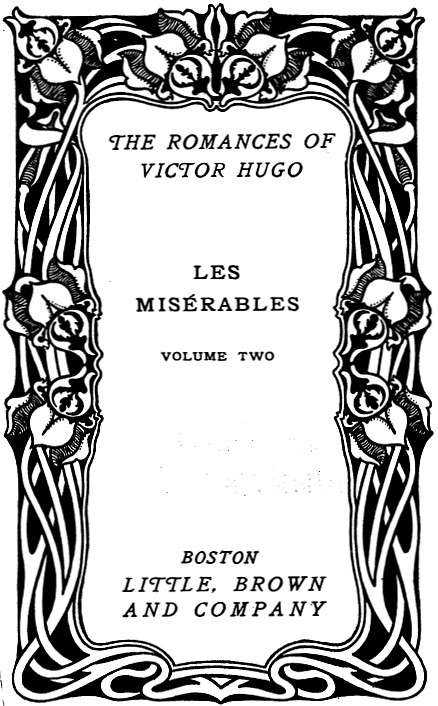 THE ROMANCES OF
VICTOR HUGO
LES
MISÉRABLES
VOLUME TWO
BOSTON
LITTLE, BROWN
AND COMPANY